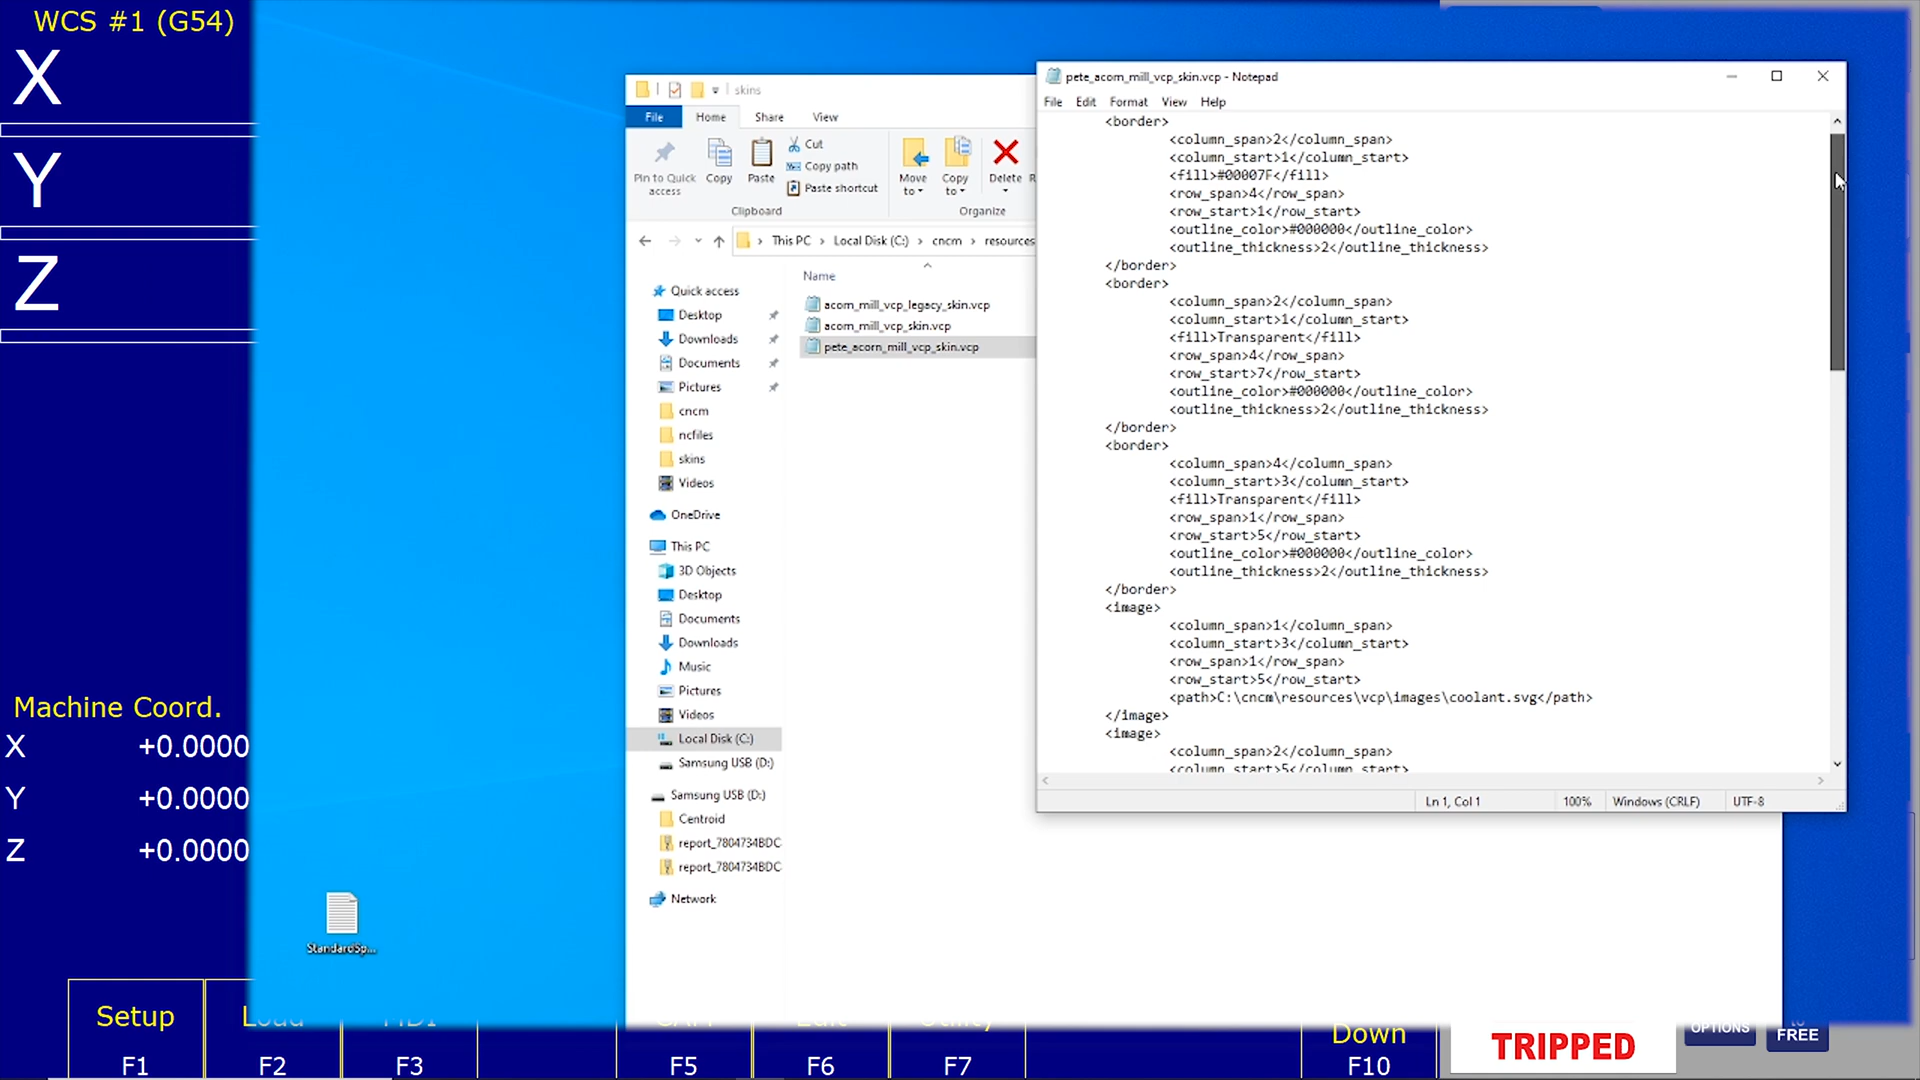 WCS #1 (G54)
X
Y
Z
Machine Coord.
X +0.0000
Y +0.0000
Z +0.0000
StandardSp...
Setup
F1
F2
F3
F5
F6
F7
Down
F10
TRIPPED
OPTIONS
FREE
skins
File Home Share View
Pin to Quick access
Copy
Paste
Cut
Copy path
Paste shortcut
Clipboard
Move to
Copy to
Delete
Organize
This PC > Local Disk (C:) > cncm > resources
Name
acorn_mill_vcp_legacy_skin.vcp
acorn_mill_vcp_skin.vcp
pete_acorn_mill_vcp_skin.vcp
Quick access
Desktop
Downloads
Documents
Pictures
cncm
ncfiles
skins
Videos
OneDrive
This PC
3D Objects
Desktop
Documents
Downloads
Music
Pictures
Videos
Local Disk (C:)
Samsung USB (D:)
Samsung USB (D:)
Centroid
report_7804734BDC
report_7804734BDC
Network
pete_acorn_mill_vcp_skin.vcp - Notepad
File Edit Format View Help
<border>
<column_span>2</column_span>
<column_start>1</column_start>
<fill>#00007F</fill>
<row_span>4</row_span>
<row_start>1</row_start>
<outline_color>#000000</outline_color>
<outline_thickness>2</outline_thickness>
</border>
<border>
<column_span>2</column_span>
<column_start>1</column_start>
<fill>Transparent</fill>
<row_span>4</row_span>
<row_start>7</row_start>
<outline_color>#000000</outline_color>
<outline_thickness>2</outline_thickness>
</border>
<border>
<column_span>4</column_span>
<column_start>3</column_start>
<fill>Transparent</fill>
<row_span>1</row_span>
<row_start>5</row_start>
<outline_color>#000000</outline_color>
<outline_thickness>2</outline_thickness>
</border>
<image>
<column_span>1</column_span>
<column_start>3</column_start>
<row_span>1</row_span>
<row_start>5</row_start>
<path>C:\cncm\resources\vcp\images\coolant.svg</path>
</image>
<image>
<column_span>2</column_span>
<column_start>5</column_start>
Ln 1, Col 1 100% Windows (CRLF) UTF-8